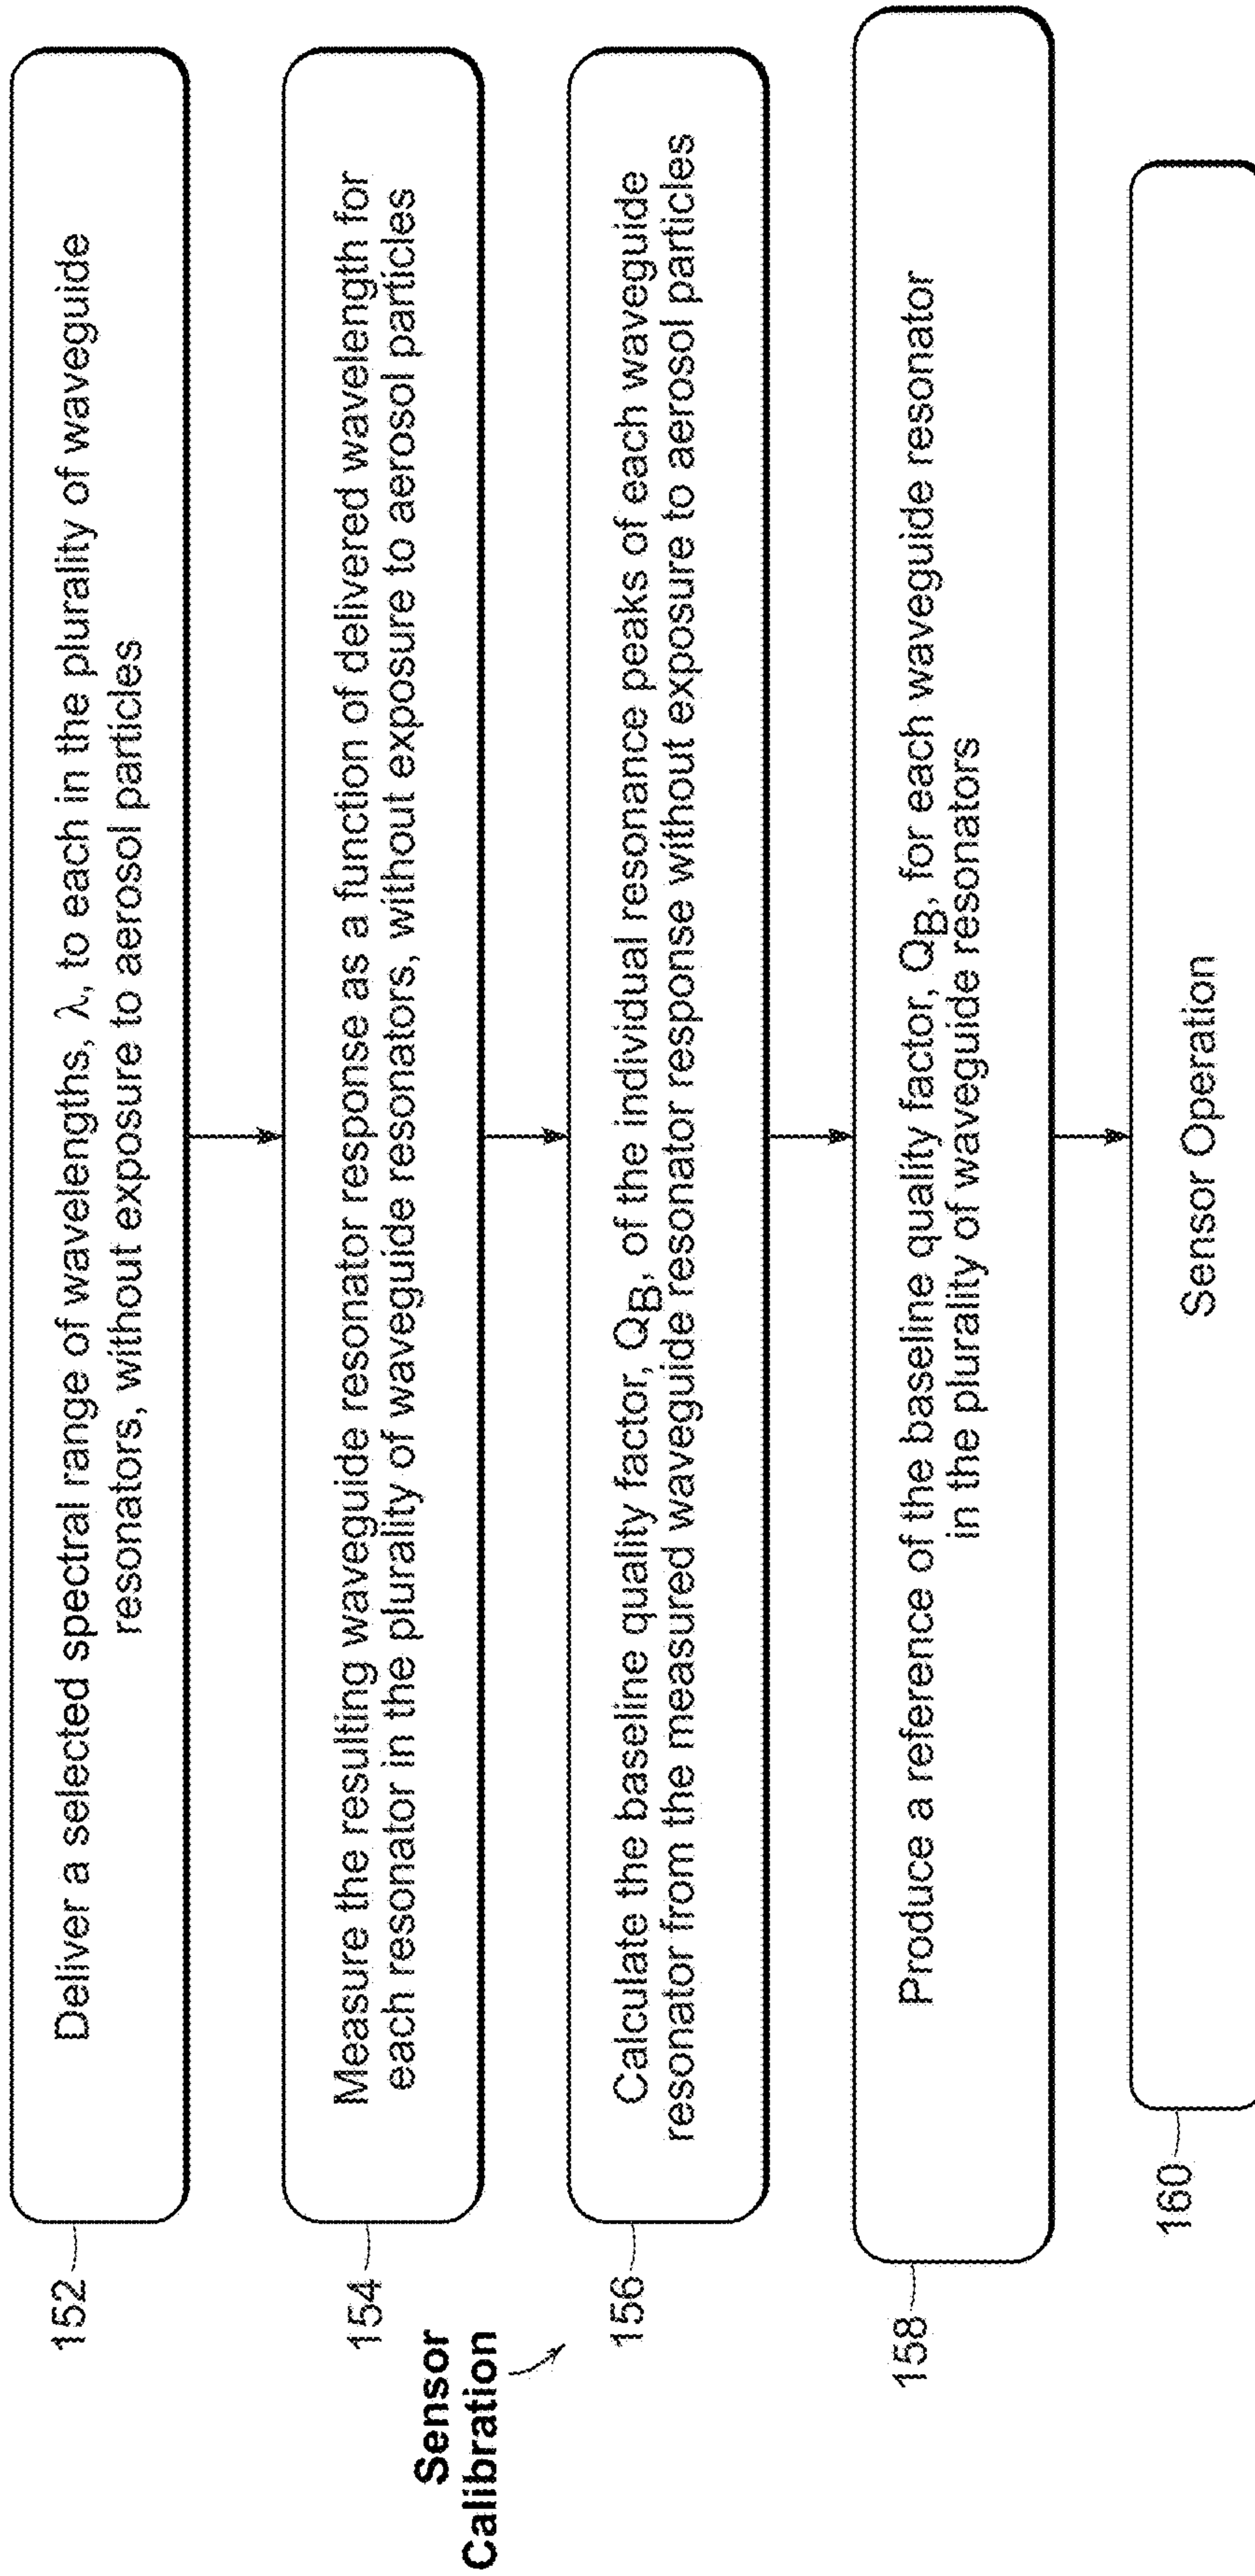 152
Deliver a selected spectral range of wavelengths, λ, to each in the plurality of waveguide
resonators, without exposure to aerosol particles
154
Measure the resulting waveguide resonator response as a function of delivered wavelength for
each resonator in the plurality of waveguide resonators, without exposure to aerosol particles
Sensor
Calibration
156
Calculate the baseline quality factor, QB, of the individual resonance peaks of each waveguide
resonator from the measured waveguide resonator response without exposure to aerosol particles
158
Produce a reference of the baseline quality factor, QB, for each waveguide resonator
in the plurality of waveguide resonators
160
Sensor Operation